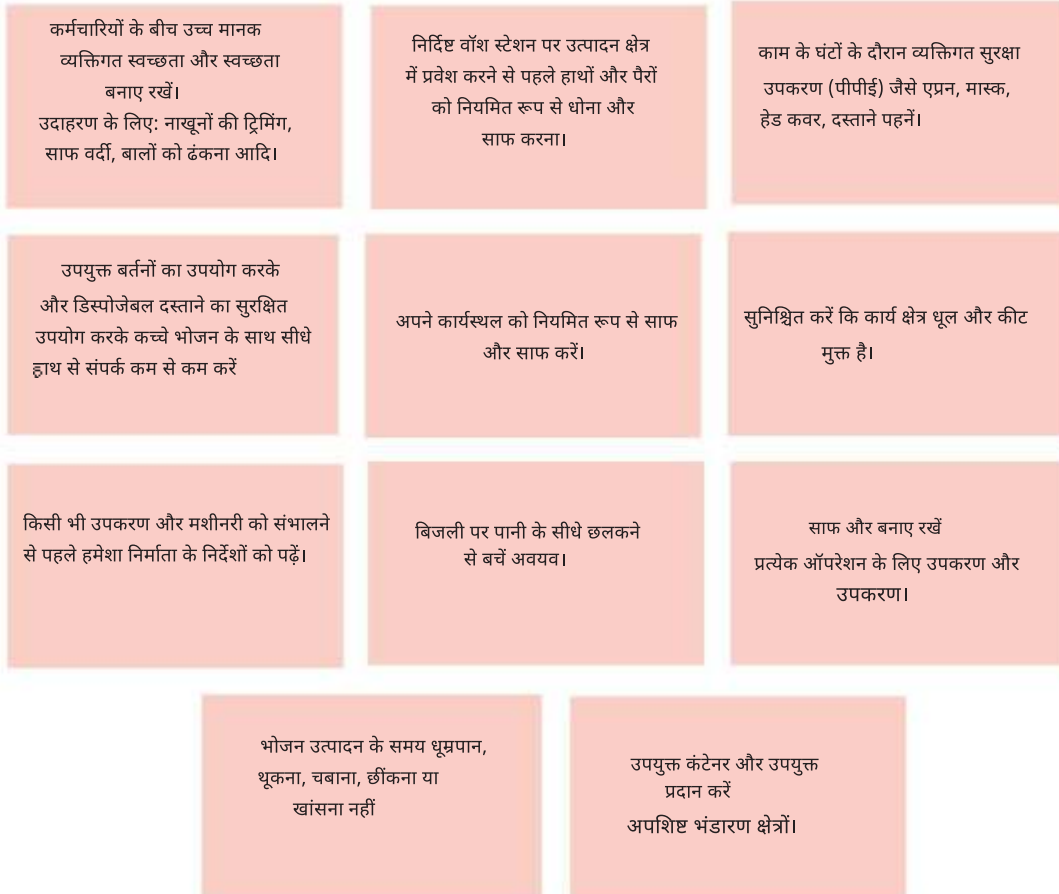 कर्मचारियों के बीच उच्च मानक
व्यक्तिगत स्वच्छता और स्वच्छता
बनाए रखें।
उदाहरण के लिए: नाखूनों की ट्रिमिंग,
साफ वर्दी, बालों को ढंकना आदि।
निर्दिष्ट वॉश स्टेशन पर उत्पादन क्षेत्र
में प्रवेश करने से पहले हाथों और पैरों
को नियमित रूप से धोना और
साफ करना।
काम के घंटों के दौरान व्यक्तिगत सुरक्षा
उपकरण (पीपीई) जैसे एप्रन, मास्क,
हेड कवर, दस्ताने पहनें।
उपयुक्त बर्तनों का उपयोग करके
और डिस्पोजेबल दस्ताने का सुरक्षित
उपयोग करके कच्चे भोजन के साथ सीधे
हाथ से संपर्क कम से कम करें
अपने कार्यस्थल को नियमित रूप से साफ
और साफ करें।
सुनिश्चित करें कि कार्य क्षेत्र धूल और कीट
मुक्त है।
किसी भी उपकरण और मशीनरी को संभालने
से पहले हमेशा निर्माता के निर्देशों को पढ़ें।
बिजली पर पानी के सीधे छलकने
से बचें अवयव।
साफ और बनाए रखें
प्रत्येक ऑपरेशन के लिए उपकरण और
उपकरण।
भोजन उत्पादन के समय धूम्रपान,
थूकना, चबाना, छींकना या
खांसना नहीं
उपयुक्त कंटेनर और उपयुक्त
प्रदान करें
अपशिष्ट भंडारण क्षेत्रों।